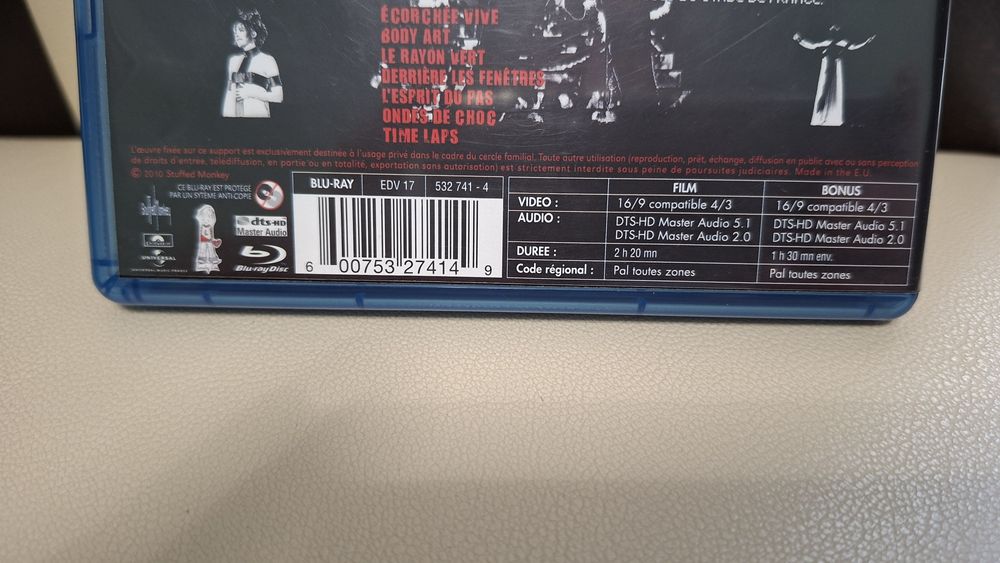 DE FRANCE.
ÉCORCHÉE VIVE
BODY ART
LE RAYON VERT
DERRIÈRE LES FENÊTRES
L'ESPRIT DU PAS
ONDES DE CHOC
TIME LAPS
L'œuvre fixée sur ce support est exclusivement destinée à l'usage privé dans le cadre du cercle familial. Toute autre utilisation (reproduction, prêt, échange, diffusion en public avec ou sans perception
de droits d'entrée, télédiffusion, en partie ou en totalité, exportation sans autorisation) est strictement interdite sous peine de poursuites judiciaires. Made in the E.U.
© 2010 Stuffed Monkey
CE BLU-RAY EST PROTEGE
PAR UN SYTEME ANTI-COPIE
dts-HD
Master Audio
Blu-ray Disc
UNIVERSAL
UNIVERSAL MUSIC FRANCE
BLU-RAY EDV 17 532 741 - 4
6 00753 27414 9
FILM BONUS
VIDEO : 16/9 compatible 4/3 16/9 compatible 4/3
AUDIO : DTS-HD Master Audio 5.1 DTS-HD Master Audio 5.1
DTS-HD Master Audio 2.0 DTS-HD Master Audio 2.0
DUREE : 2 h 20 mn 1 h 30 mn env.
Code régional : Pal toutes zones Pal toutes zones